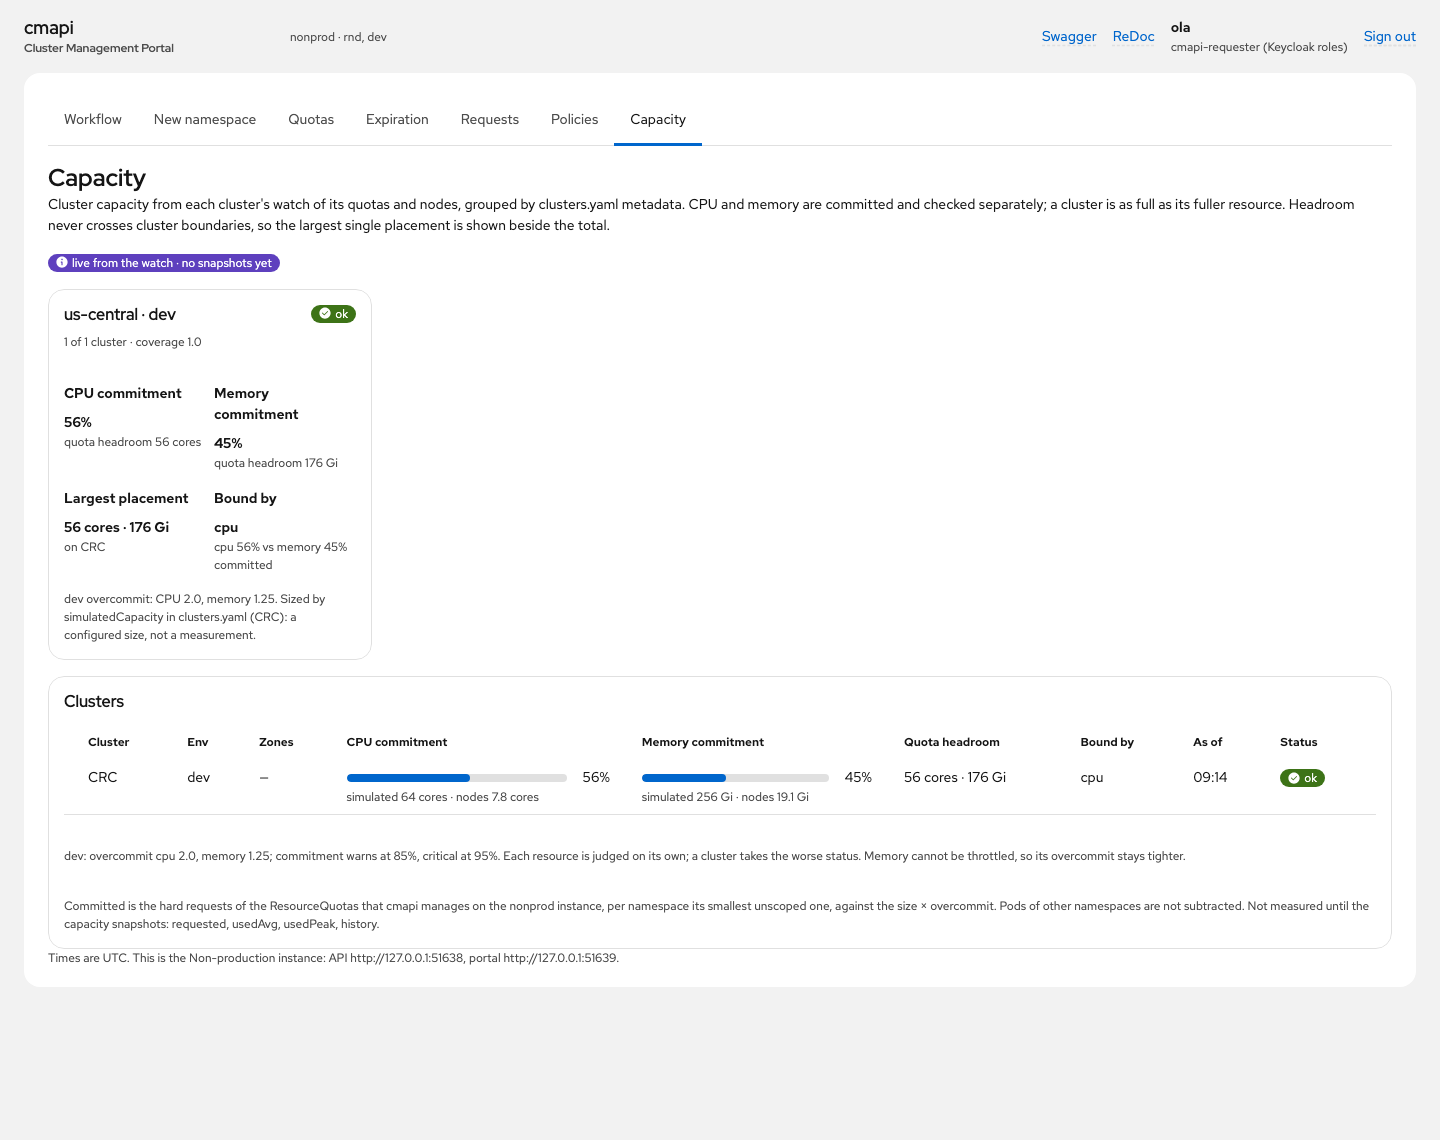 cmapi
Cluster Management Portal
nonprod · rnd, dev
Swagger
ReDoc
ola
cmapi-requester (Keycloak roles)
Sign out
Workflow
New namespace
Quotas
Expiration
Requests
Policies
Capacity
Capacity
Cluster capacity from each cluster's watch of its quotas and nodes, grouped by clusters.yaml metadata. CPU and memory are committed and checked separately; a cluster is as full as its fuller resource. Headroom
never crosses cluster boundaries, so the largest single placement is shown beside the total.
live from the watch · no snapshots yet
us-central · dev
ok
1 of 1 cluster · coverage 1.0
CPU commitment
56%
quota headroom 56 cores
Memory
commitment
45%
quota headroom 176 Gi
Largest placement
56 cores · 176 Gi
on CRC
Bound by
cpu
cpu 56% vs memory 45%
committed
dev overcommit: CPU 2.0, memory 1.25. Sized by
simulatedCapacity in clusters.yaml (CRC): a
configured size, not a measurement.
Clusters
Cluster Env Zones CPU commitment Memory commitment Quota headroom Bound by As of Status
CRC dev — 56% 45% 56 cores · 176 Gi cpu 09:14 ok
simulated 64 cores · nodes 7.8 cores simulated 256 Gi · nodes 19.1 Gi
dev: overcommit cpu 2.0, memory 1.25; commitment warns at 85%, critical at 95%. Each resource is judged on its own; a cluster takes the worse status. Memory cannot be throttled, so its overcommit stays tighter.
Committed is the hard requests of the ResourceQuotas that cmapi manages on the nonprod instance, per namespace its smallest unscoped one, against the size × overcommit. Pods of other namespaces are not subtracted. Not measured until the
capacity snapshots: requested, usedAvg, usedPeak, history.
Times are UTC. This is the Non-production instance: API http://127.0.0.1:51638, portal http://127.0.0.1:51639.